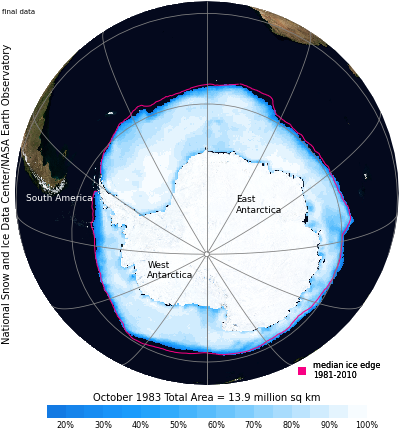 final data
National Snow and Ice Data Center/NASA Earth Observatory
South America
East
Antarctica
West
Antarctica
median ice edge
1981-2010
October 1983 Total Area = 13.9 million sq km
20% 30% 40% 50% 60% 70% 80% 90% 100%